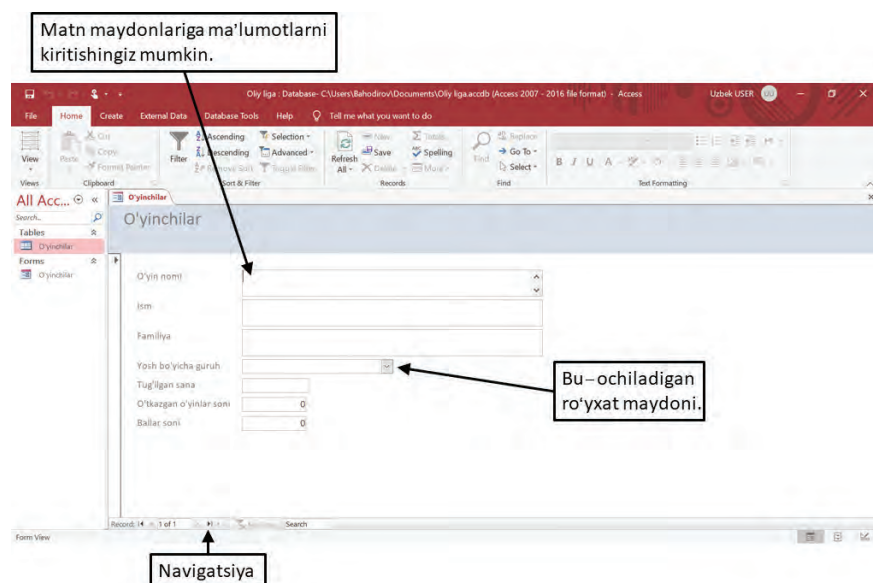 Matn maydonlariga ma’lumotlarni
kiritishingiz mumkin.
Oliy liga : Database- C:\Users\Bahodirov\Documents\Oliy liga.accdb (Access 2007 - 2016 file format) - Access
Uzbek USER
File Home Create External Data Database Tools Help Tell me what you want to do
Cut Ascending Selection New Totals Replace
Copy Descending Advanced Save Spelling Go To
View Paste Format Painter Filter Remove Sort Toggle Filter Refresh All Delete More Find Select B I U A
Views Clipboard Sort & Filter Records Find Text Formatting
All Acc... O'yinchilar
Search..
O'yinchilar
Tables
O'yinchilar
Forms
O'yinchilar
O'yin nomi
Ism
Familiya
Yosh bo'yicha guruh
Tug'ilgan sana
O'tkazgan o'yinlar soni 0
Ballar soni 0
Bu–ochiladigan
ro‘yxat maydoni.
Record: 1 of 1 Search
Form View
Navigatsiya